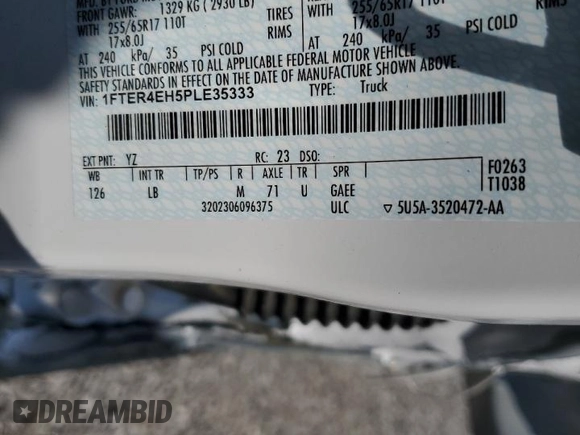 FRONT GAWR: 1329 KG ( 2930 LB)
TIRES
255/65R17 110T
WITH 255/65R17 110T
RIMS
17x8.0J
RIMS
17x8.0J
AT 240 kPa/ 35 PSI COLD
AT 240 kPa/ 35 PSI COLD
THIS VEHICLE CONFORMS TO ALL APPLICABLE FEDERAL MOTOR VEHICLE
SAFETY STANDARDS IN EFFECT ON THE DATE OF MANUFACTURE SHOWN ABOVE.
VIN: 1FTER4EH5PLE35333 TYPE: Truck
EXT PNT: YZ RC: 23 DSO:
WB INT TR TP/PS R AXLE TR SPR
126 LB M 71 U GAEE
F0263
T1038
3202306096375 ULC ▽ 5U5A-3520472-AA
DREAMBID